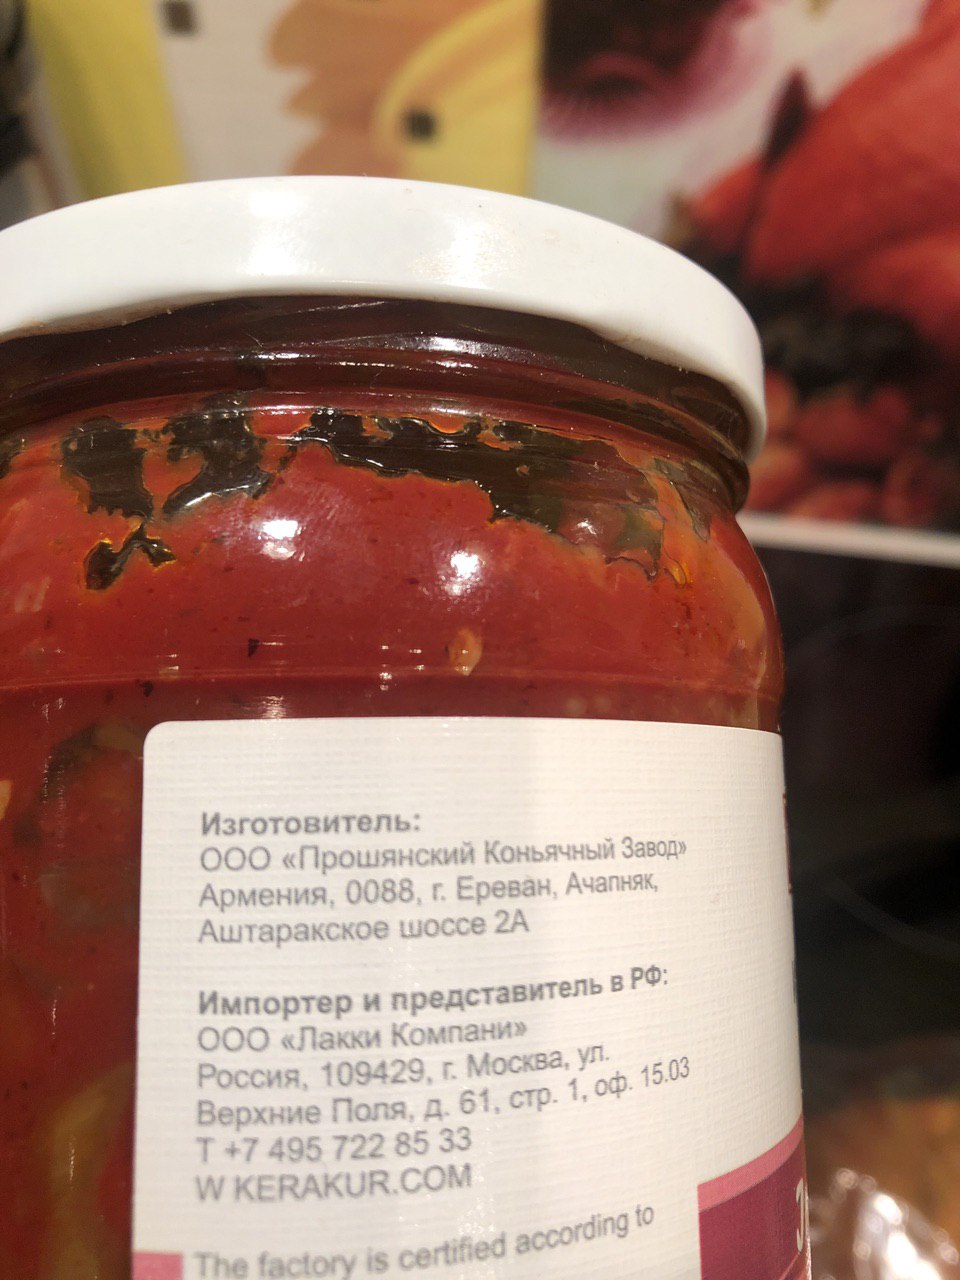 Изготовитель:
ООО «Прошянский Коньячный Завод»
Армения, 0088, г. Ереван, Ачапняк,
Аштаракское шоссе 2А
Импортер и представитель в РФ:
ООО «Лакки Компани»
Россия, 109429, г. Москва, ул.
Верхние Поля, д. 61, стр. 1, оф. 15.03
Т +7 495 722 85 33
W KERAKUR.COM
The factory is certified according to